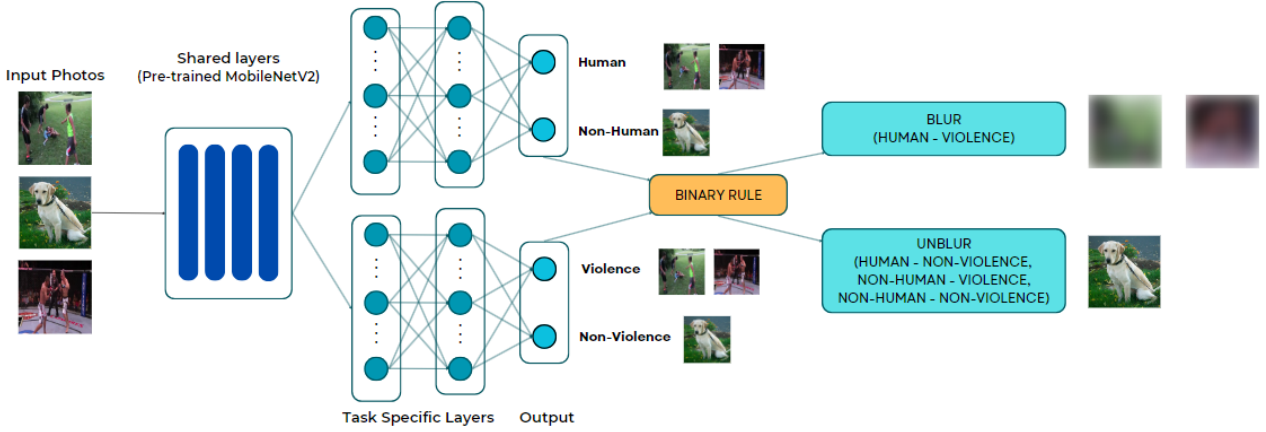 Input Photos
Shared layers
(Pre-trained MobileNetV2)
Human
Non-Human
Violence
Non-Violence
Task Specific Layers
Output
BINARY RULE
BLUR
(HUMAN - VIOLENCE)
UNBLUR
(HUMAN - NON-VIOLENCE,
NON-HUMAN - VIOLENCE,
NON-HUMAN - NON-VIOLENCE)